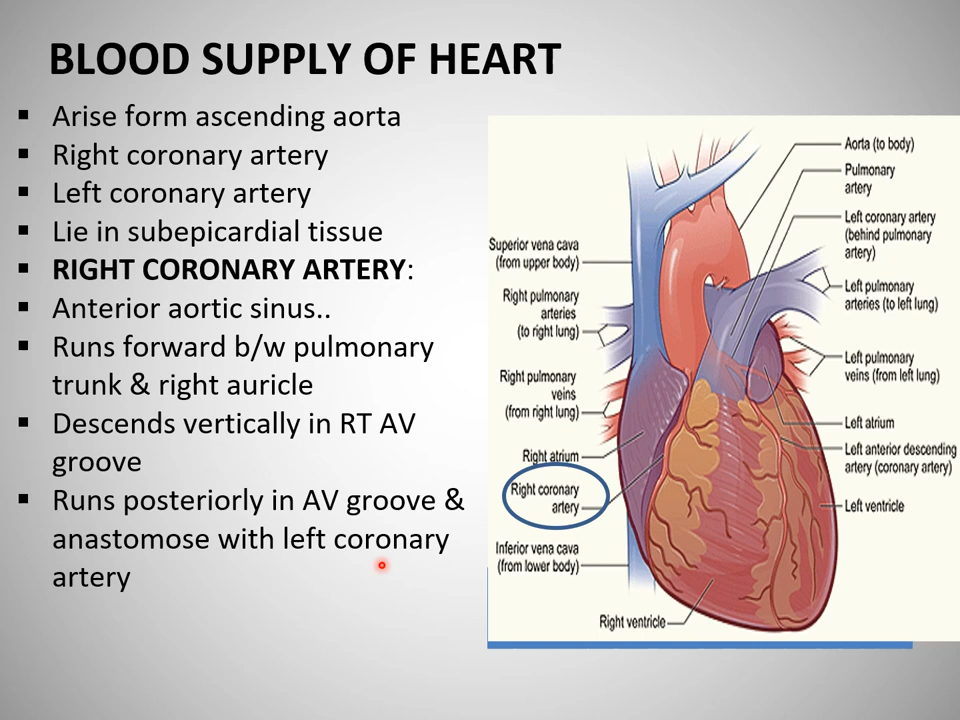 BLOOD SUPPLY OF HEART
▪ Arise form ascending aorta
▪ Right coronary artery
▪ Left coronary artery
▪ Lie in subepicardial tissue
▪ RIGHT CORONARY ARTERY:
▪ Anterior aortic sinus..
▪ Runs forward b/w pulmonary
trunk & right auricle
▪ Descends vertically in RT AV
groove
▪ Runs posteriorly in AV groove &
anastomose with left coronary
artery
Superior vena cava
(from upper body)
Right pulmonary
arteries
(to right lung)
Right pulmonary
veins
(from right lung)
Right atrium
Right coronary
artery
Inferior vena cava
(from lower body)
Right ventricle
Aorta (to body)
Pulmonary
artery
Left coronary artery
(behind pulmonary
artery)
Left pulmonary
arteries (to left lung)
Left pulmonary
veins (from left lung)
Left atrium
Left anterior descending
artery (coronary artery)
Left ventricle